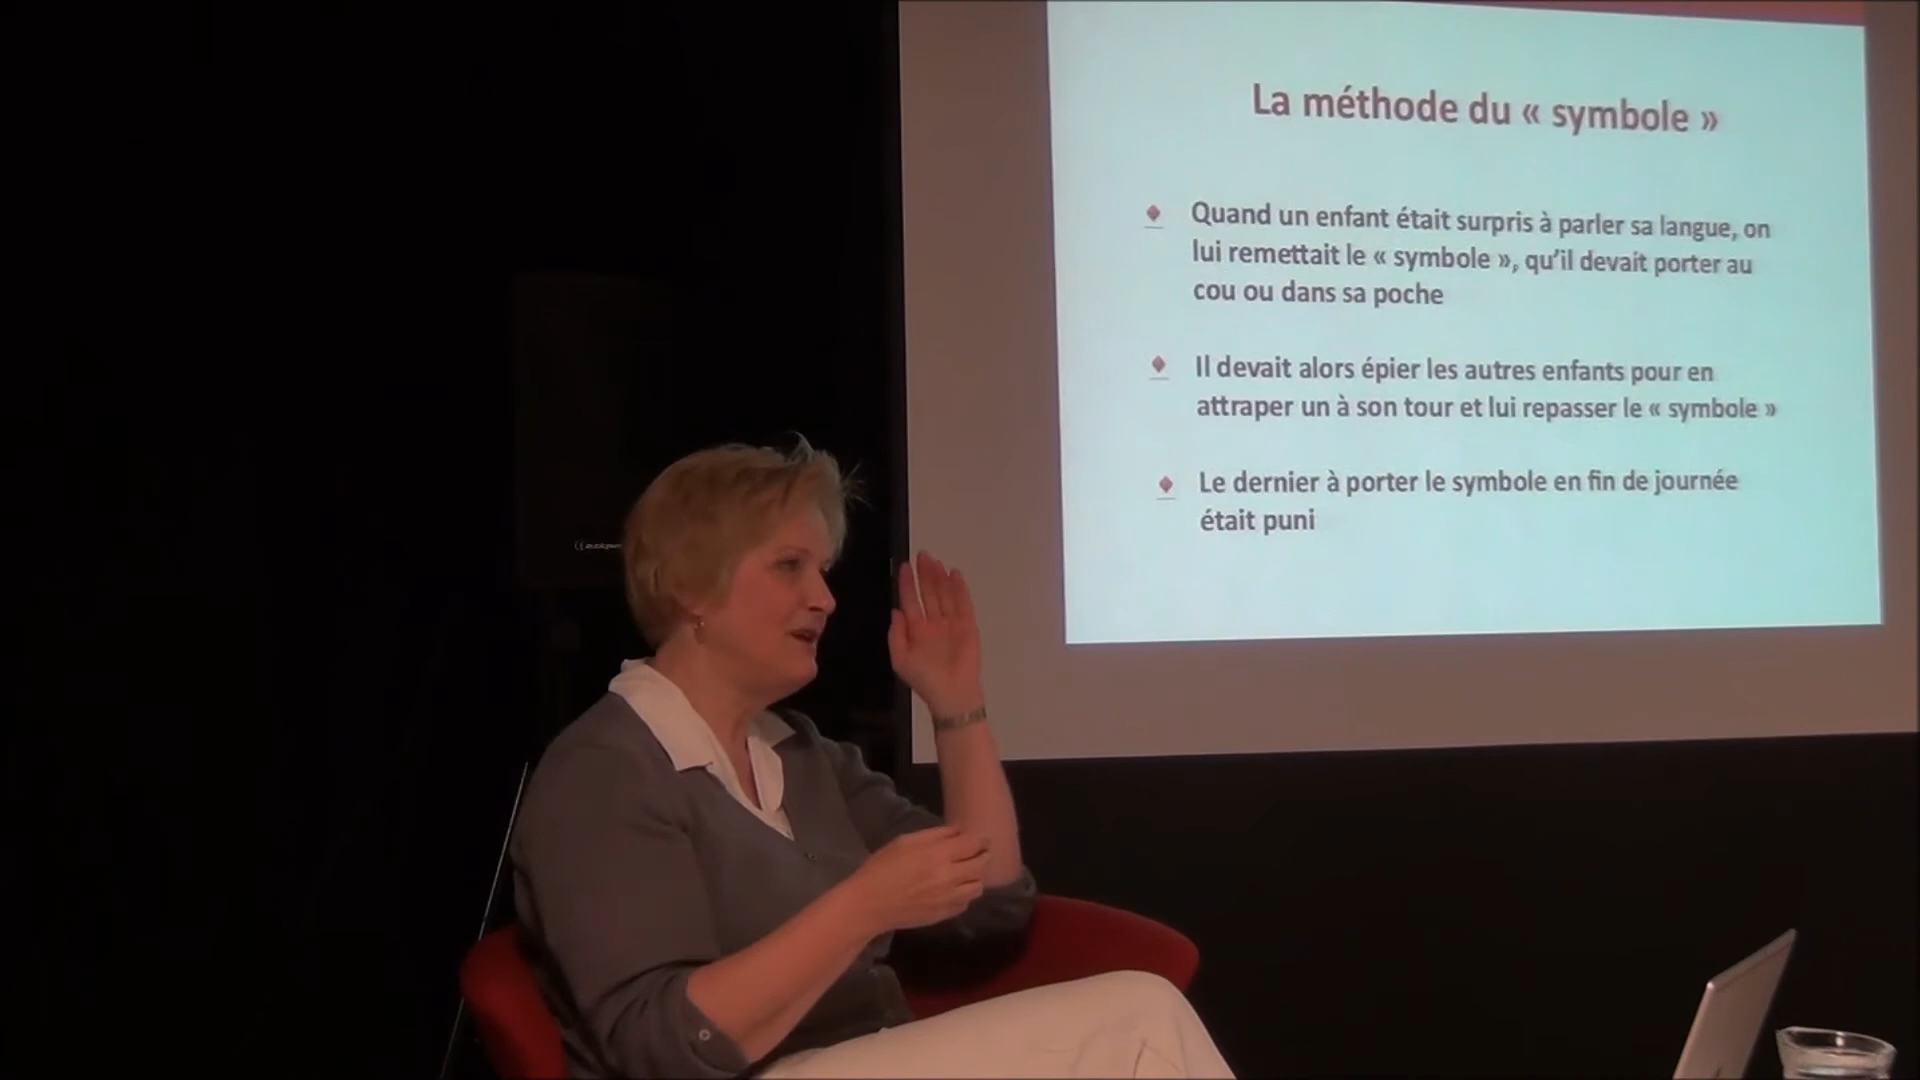 La méthode du « symbole »
Quand un enfant était surpris à parler sa langue, on
lui remettait le « symbole », qu'il devait porter au
cou ou dans sa poche
Il devait alors épier les autres enfants pour en
attraper un à son tour et lui repasser le « symbole »
Le dernier à porter le symbole en fin de journée
était puni